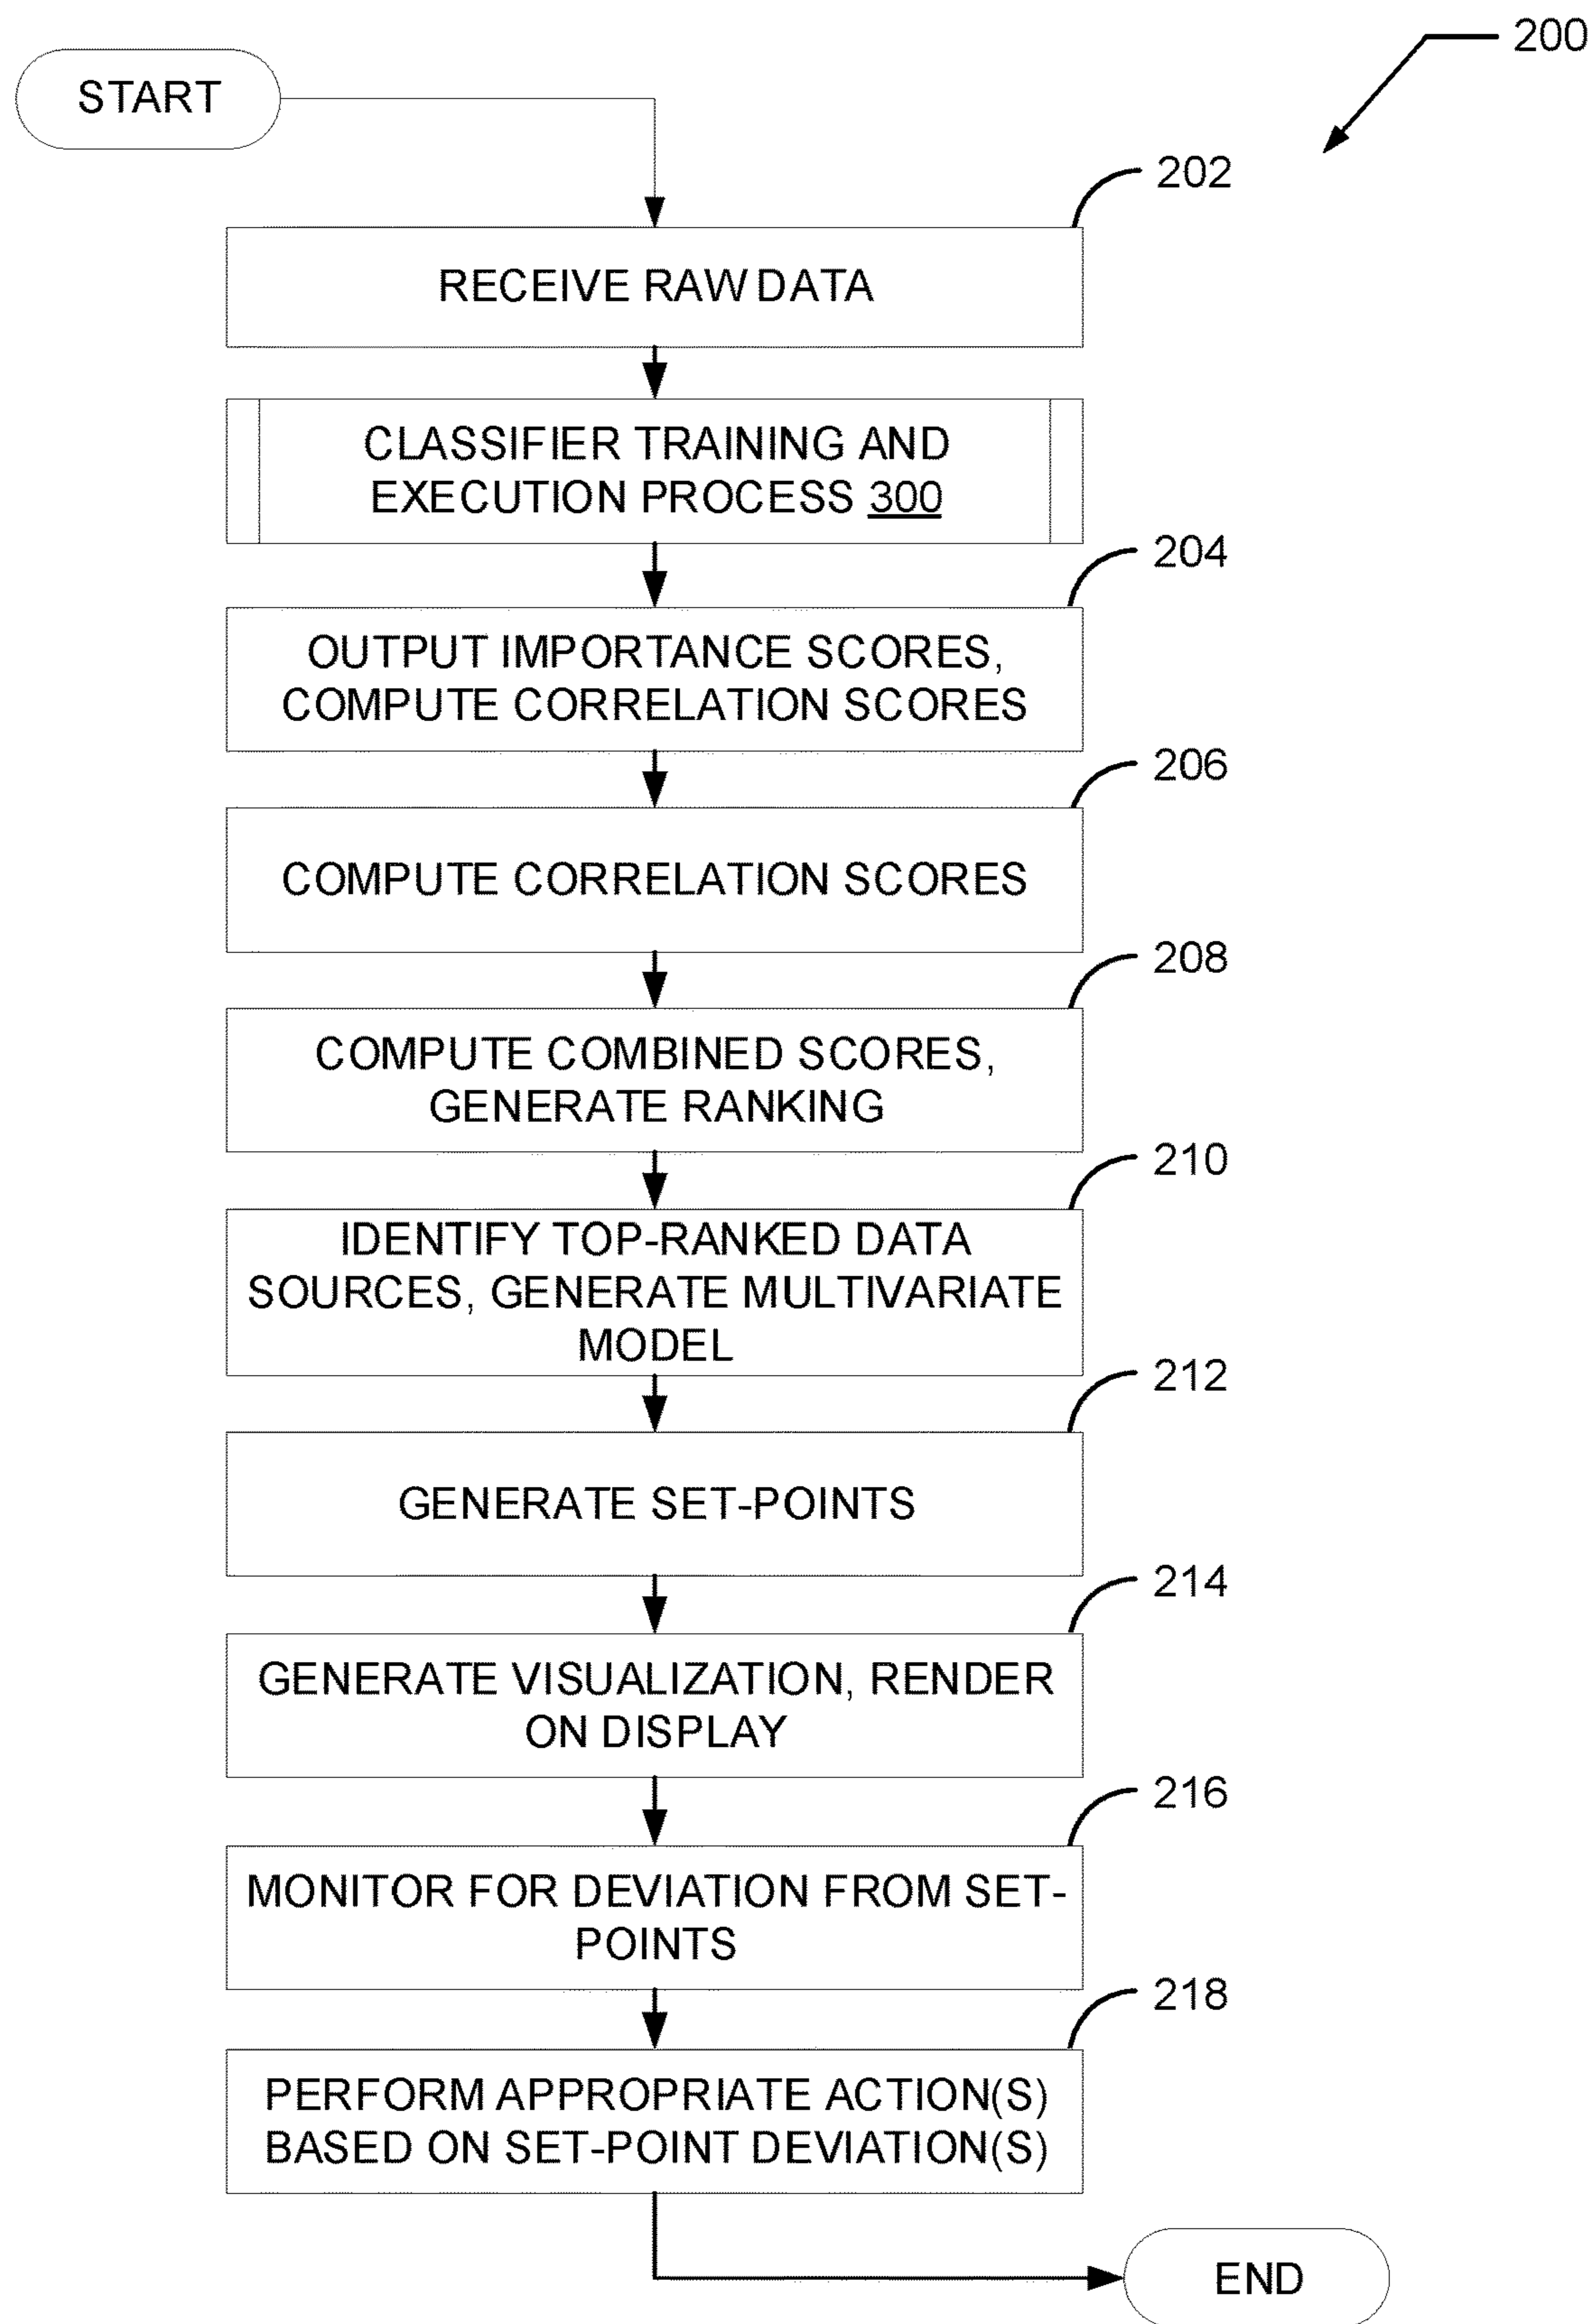 200
START
202
RECEIVE RAW DATA
CLASSIFIER TRAINING AND
EXECUTION PROCESS 300
204
OUTPUT IMPORTANCE SCORES,
COMPUTE CORRELATION SCORES
206
COMPUTE CORRELATION SCORES
208
COMPUTE COMBINED SCORES,
GENERATE RANKING
210
IDENTIFY TOP-RANKED DATA
SOURCES, GENERATE MULTIVARIATE
MODEL
212
GENERATE SET-POINTS
214
GENERATE VISUALIZATION, RENDER
ON DISPLAY
216
MONITOR FOR DEVIATION FROM SET-
POINTS
218
PERFORM APPROPRIATE ACTION(S)
BASED ON SET-POINT DEVIATION(S)
END